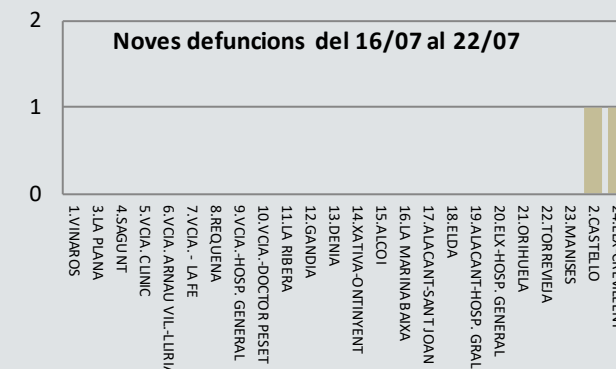 2
Noves defuncions del 16/07 al 22/07
1
0
1.VINAROS
3.LA PLANA
4.SAGUNT
5.VCIA.CLINIC
6.VCIA. ARNAU VIL.-LLIRIA
7.VCIA. - LA FE
8.REQUENA
9.VCIA.-HOSP. GENERAL
10.VCIA.-DOCTOR PESET
11.LA RIBERA
12.GANDIA
13.DENIA
14.XATIVA-ONTINYENT
15.ALCOI
16.LA MARINA BAIXA
17.ALACANT-SANT JOAN
18.ELDA
19.ALACANT-HOSP. GRAL
20.ELX-HOSP. GENERAL
21.ORIHUELA
22.TORREVIEJA
23.MANISES
2.CASTELLO
24.ELX-CREVILLENT